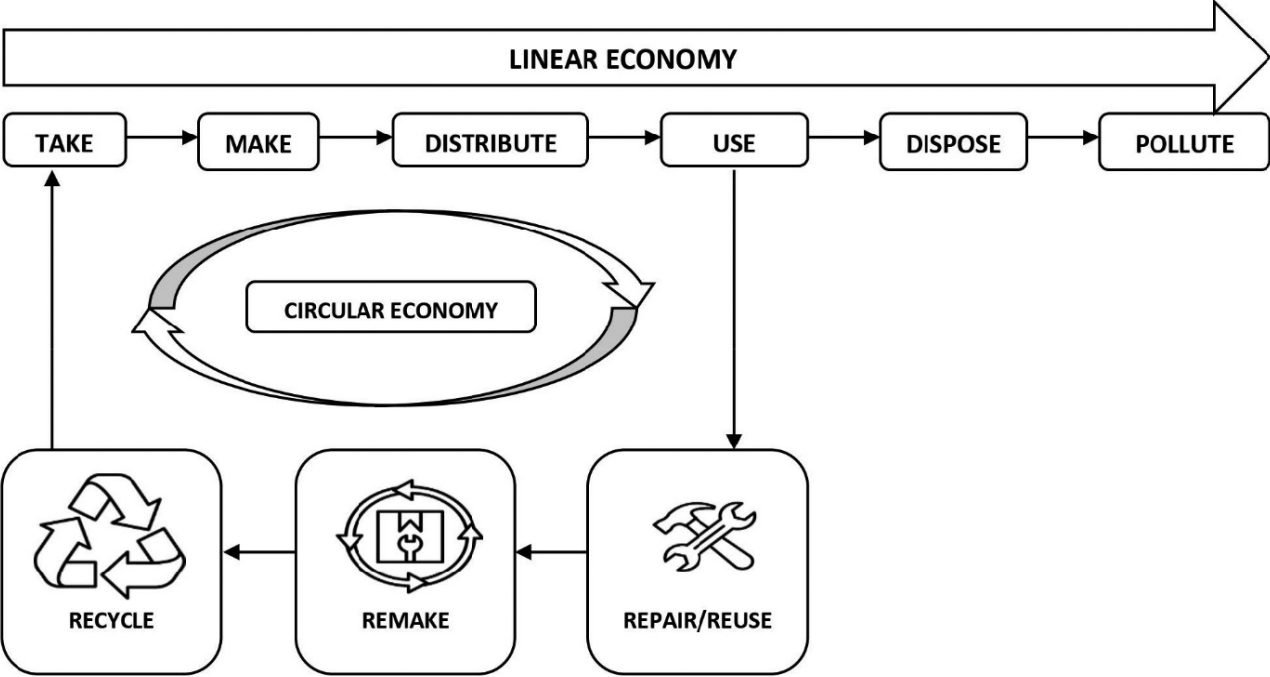 LINEAR ECONOMY
TAKE
MAKE
DISTRIBUTE
USE
DISPOSE
POLLUTE
CIRCULAR ECONOMY
RECYCLE
REMAKE
REPAIR/REUSE